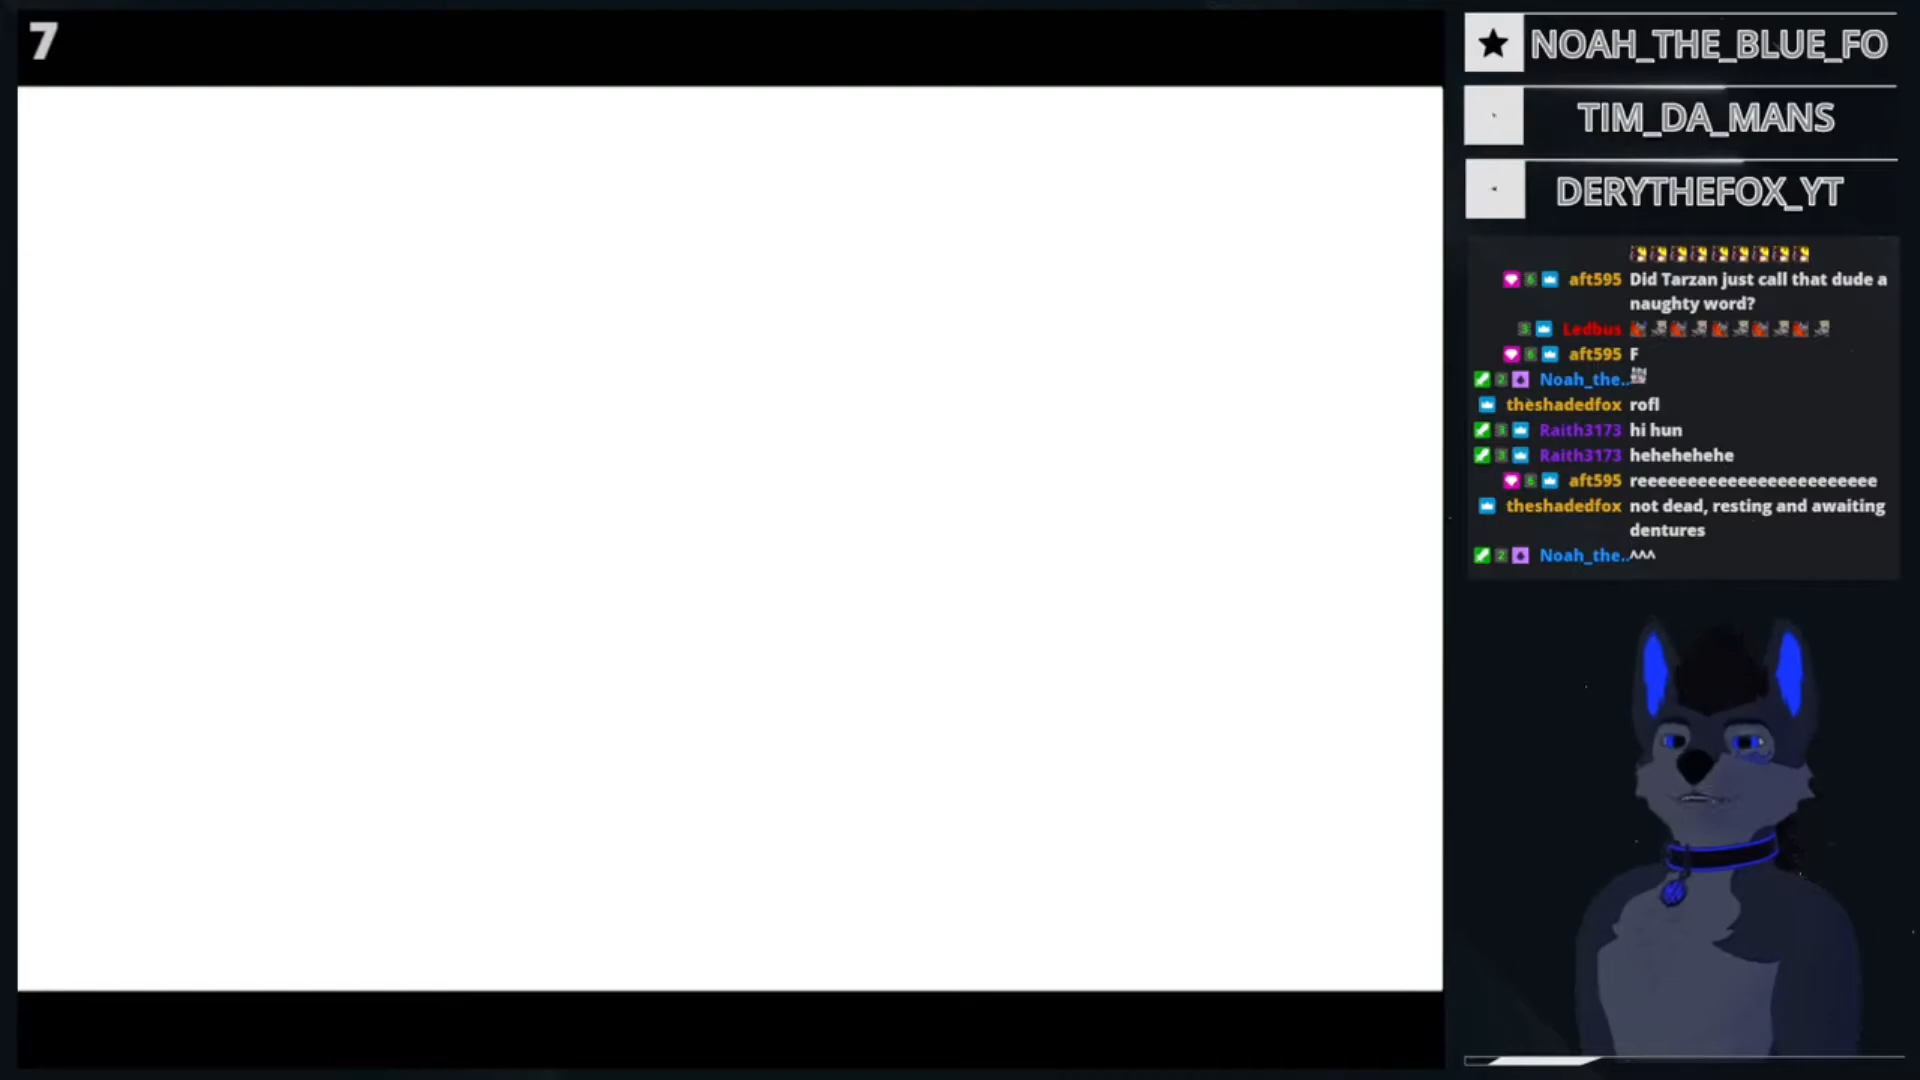 7
NOAH_THE_BLUE_FO
TIM_DA_MANS
DERYTHEFOX_YT
aft595 Did Tarzan just call that dude a
naughty word?
Ledbus
aft595 F
Noah_the..
theshadedfox rofl
Raith3173 hi hun
Raith3173 hehehehehe
aft595 reeeeeeeeeeeeeeeeeeeeeeeee
theshadedfox not dead, resting and awaiting
dentures
Noah_the.. ^^^